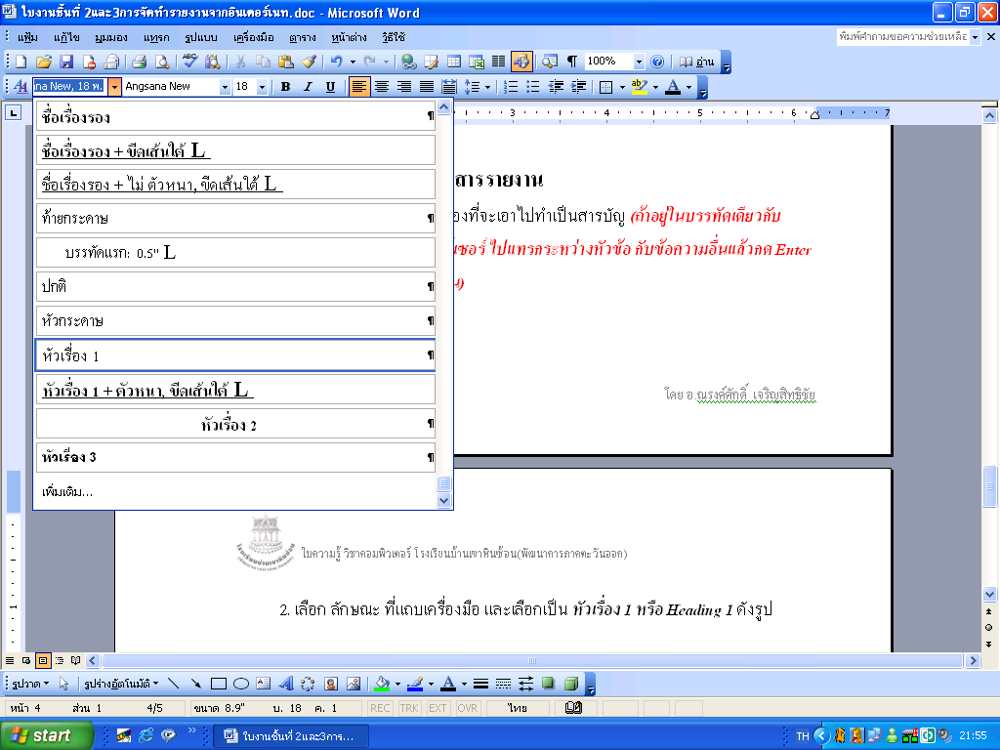 ใบงานชิ้นที่ 2และ3การจัดทำรายงานจากอินเตอร์เนท.doc - Microsoft Word
แฟ้ม แก้ไข มุมมอง แทรก รูปแบบ เครื่องมือ ตาราง หน้าต่าง วิธีใช้ พิมพ์คำถามขอความช่วยเหลือ
100% อ่าน
na New, 18 พ. Angsana New 18 B I U
3 4 5 6 7
ชื่อเรื่องรอง ¶
ชื่อเรื่องรอง + ขีดเส้นใต้ L
ชื่อเรื่องรอง + ไม่ ตัวหนา, ขีดเส้นใต้ L
ท้ายกระดาษ ¶
บรรทัดแรก: 0.5" L
ปกติ ¶
หัวกระดาษ ¶
หัวเรื่อง 1 ¶
หัวเรื่อง 1 + ตัวหนา, ขีดเส้นใต้ L
หัวเรื่อง 2 ¶
หัวเรื่อง 3 ¶
เพิ่มเติม...
สารรายงาน
องที่จะเอาไปทำเป็นสารบัญ (ถ้าอยู่ในบรรทัดเดียวกับ
เซอร์ ไปแทรกระหว่างหัวข้อ กับข้อความอื่นแล้วกด Enter
โดย อ.ณรงค์ศักดิ์ เจริญสิทธิชัย
ใบความรู้ วิชาคอมพิวเตอร์ โรงเรียนบ้านเขาหินซ้อน(พัฒนาการภาคตะวันออก)
2. เลือก ลักษณะ ที่แถบเครื่องมือ และเลือกเป็น หัวเรื่อง 1 หรือ Heading 1 ดังรูป
รูปวาด รูปร่างอัตโนมัติ
หน้า 4 ส่วน 1 4/5 ขนาด 8.9" บ. 18 ค. 1 REC TRK EXT OVR ไทย
start ใบงานชิ้นที่ 2และ3การ... TH 21:55